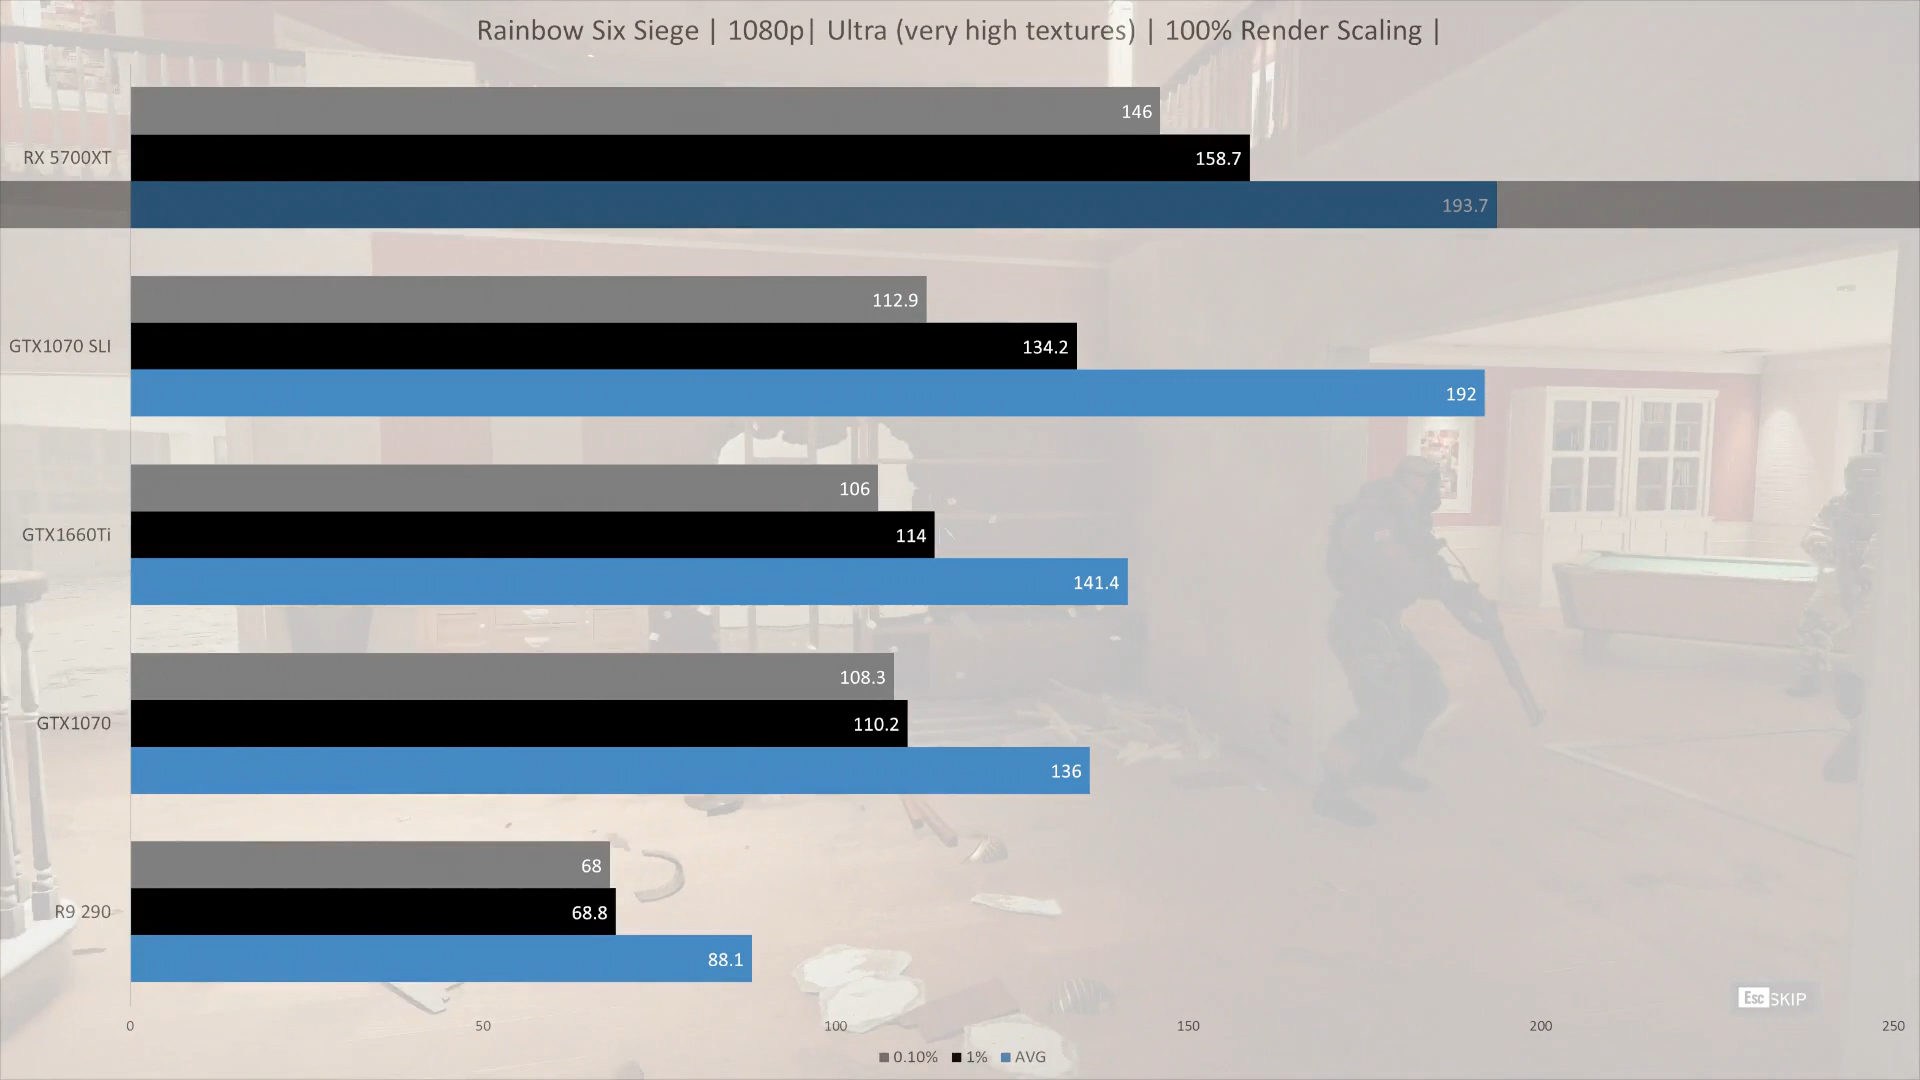 Rainbow Six Siege | 1080p| Ultra (very high textures) | 100% Render Scaling |
146
RX 5700XT
158.7
193.7
112.9
GTX1070 SLI
134.2
192
106
GTX1660Ti
114
141.4
108.3
GTX1070
110.2
136
68
R9 290
68.8
88.1
Esc SKIP
0 50 100 150 200 250
0.10% 1% AVG